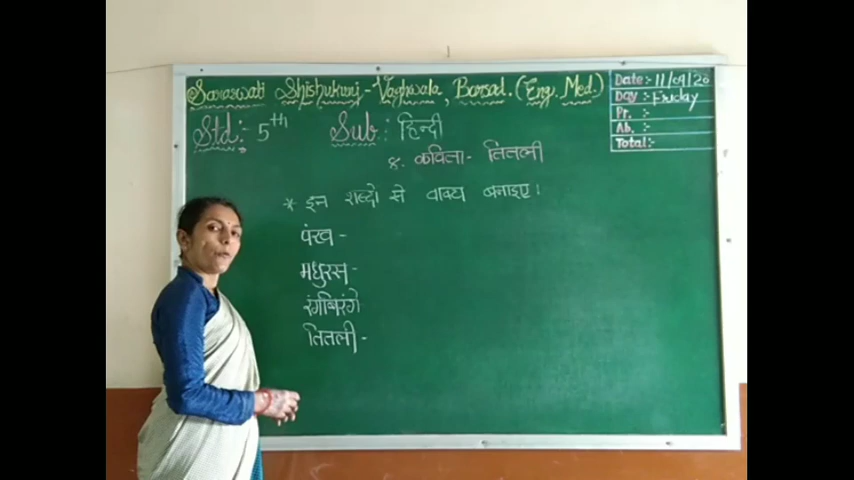 Saraswati Shishukunj - Vaghwala, Borsad. (Eng. Med.)
Date:- 11/09/20
Day:- Friday
Pr. :-
Ab. :-
Total:-
Std:- 5th Sub: हिन्दी
8. कविता - तितली
* इन शब्दो से वाक्य बनाइए।
पंख -
मधुरस -
रंगबिरंगे
तितली -